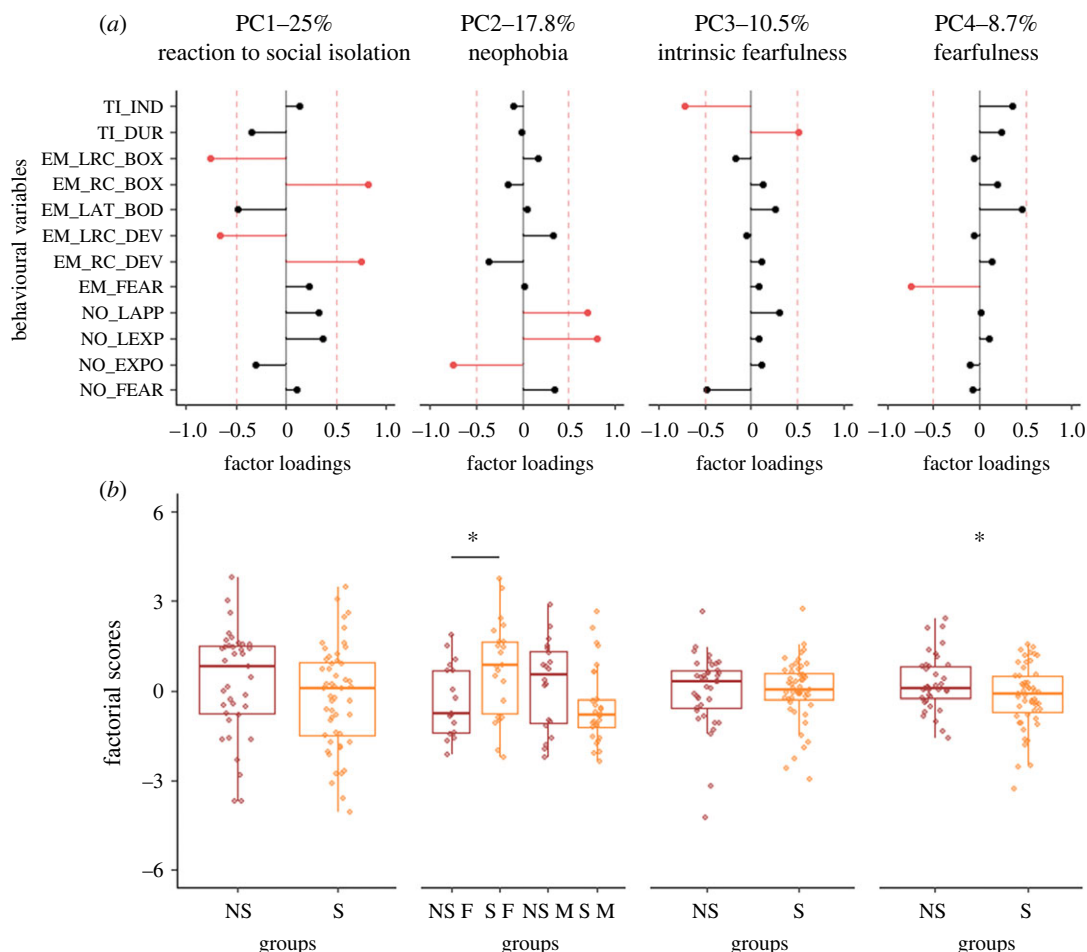 (a)
PC1–25%
reaction to social isolation
PC2–17.8%
neophobia
PC3–10.5%
intrinsic fearfulness
PC4–8.7%
fearfulness
behavioural variables
TI_IND
TI_DUR
EM_LRC_BOX
EM_RC_BOX
EM_LAT_BOD
EM_LRC_DEV
EM_RC_DEV
EM_FEAR
NO_LAPP
NO_LEXP
NO_EXPO
NO_FEAR
–1.0 –0.5 0 0.5 1.0
–1.0 –0.5 0 0.5 1.0
–1.0 –0.5 0 0.5 1.0
–1.0 –0.5 0 0.5 1.0
factor loadings
factor loadings
factor loadings
factor loadings
(b)
factorial scores
6
3
0
–3
–6
*
*
NS S
NS F S F NS M S M
NS S
NS S
groups
groups
groups
groups